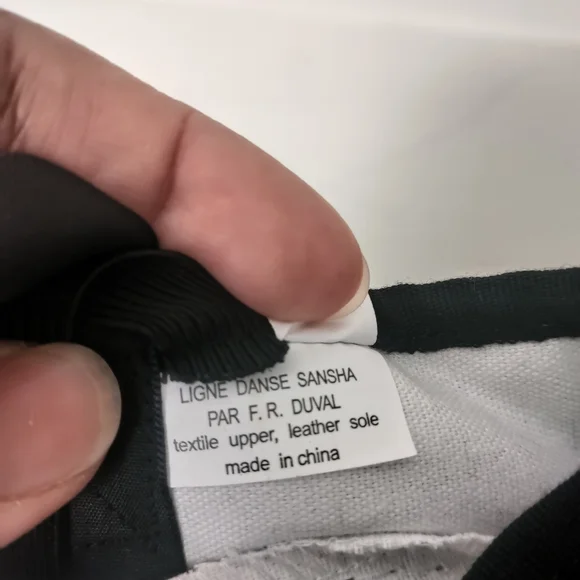 LIGNE DANSE SANSHA
PAR F. R. DUVAL
textile upper, leather sole
made in china